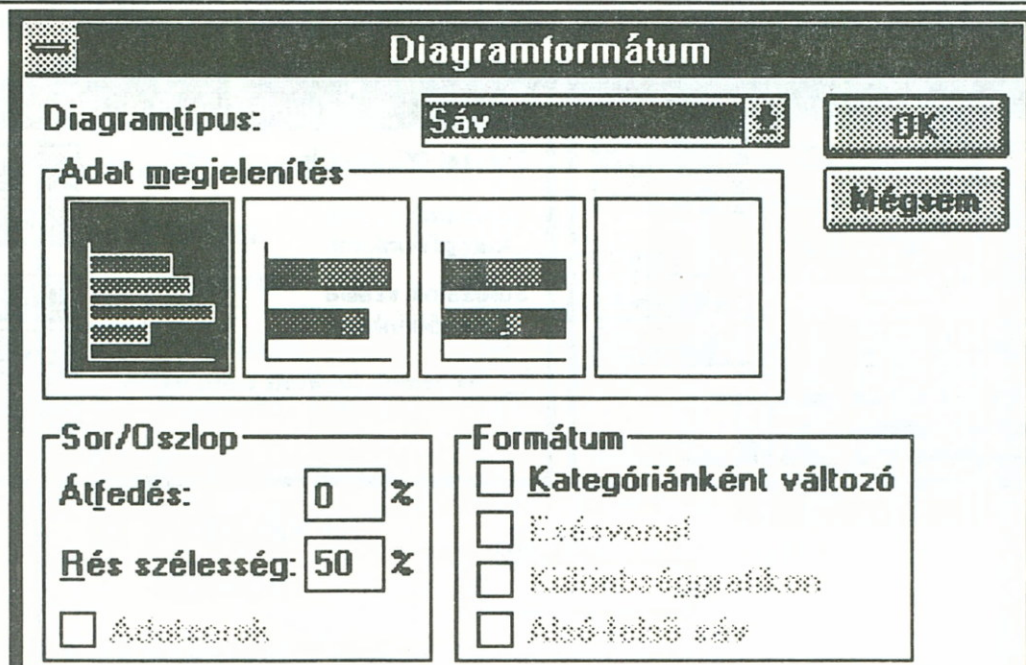 Diagramformátum
Diagramtípus: Sáv
OK
Mégsem
Adat megjelenítés
Sor/Oszlop
Átfedés: 0 %
Rés szélesség: 50 %
Adatsorok
Formátum
Kategóriánként változó
Esésvonal
Különbséggrafikon
Alsó-felső sáv